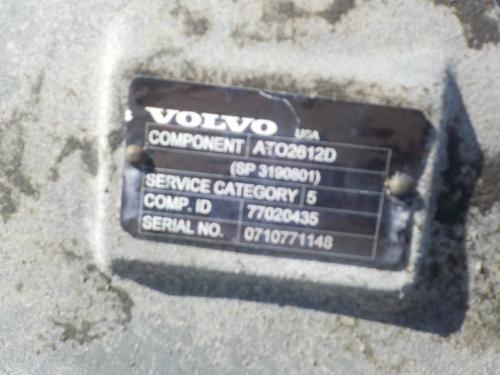 VOLVO USA
COMPONENT ATO2612D
(SP 3190601)
SERVICE CATEGORY 5
COMP. ID 77020435
SERIAL NO. 0710771148